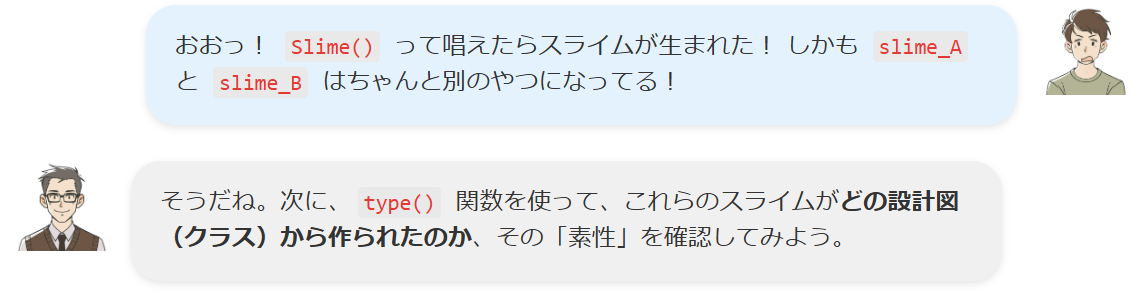 おおっ！ Slime() って唱えたらスライムが生まれた！ しかも slime_A
と slime_B はちゃんと別のやつになってる！
そうだね。次に、 type() 関数を使って、これらのスライムがどの設計図
（クラス）から作られたのか、その「素性」を確認してみよう。